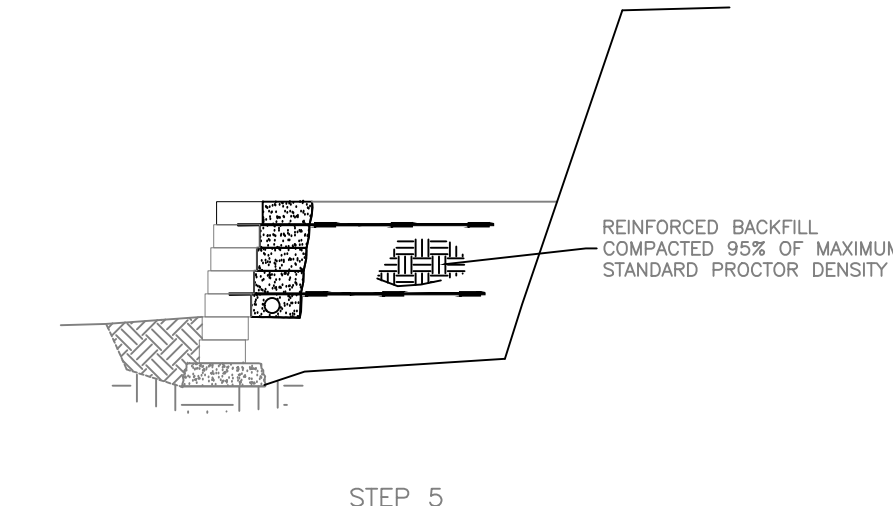 REINFORCED BACKFILL
COMPACTED 95% OF MAXIMUM
STANDARD PROCTOR DENSITY
STEP 5